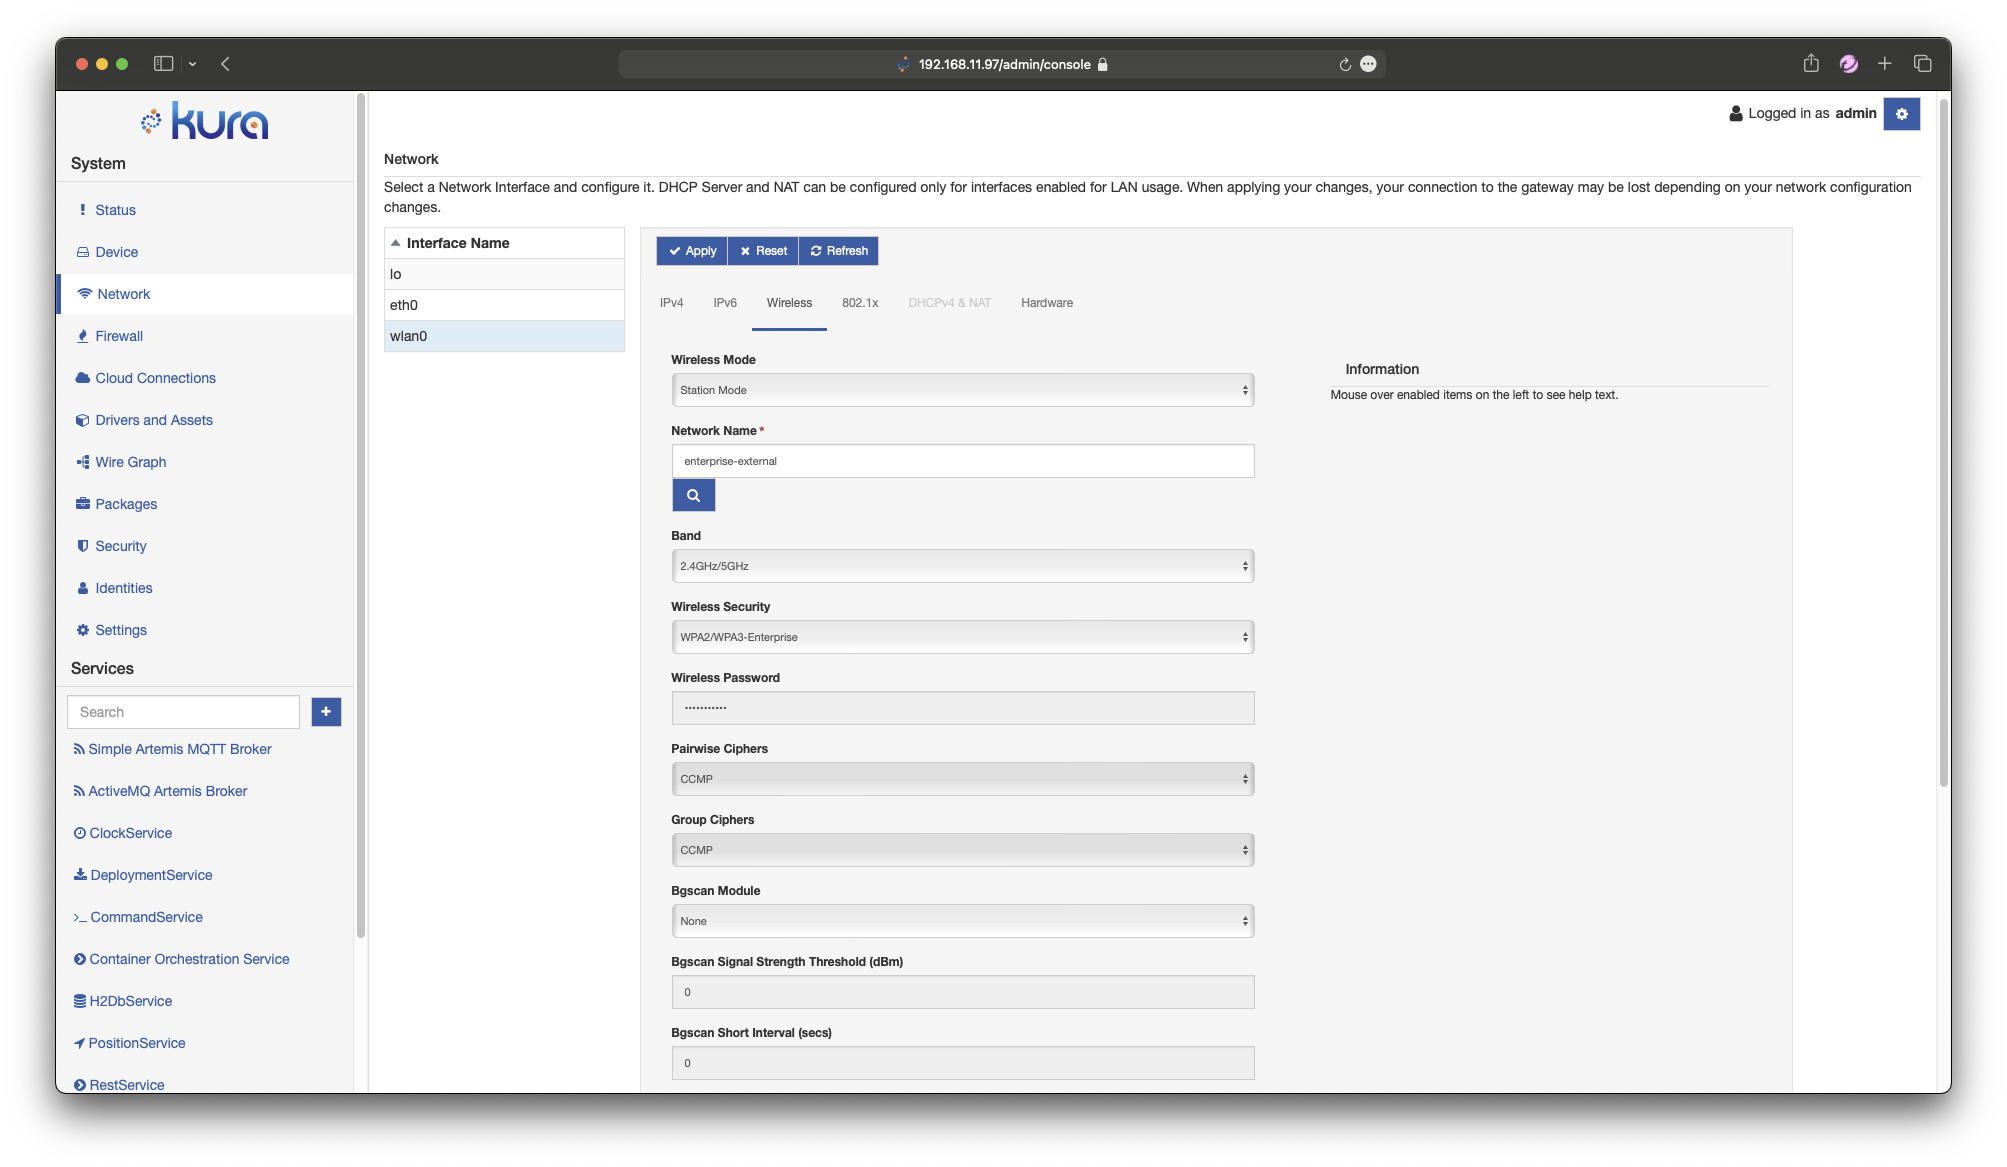 192.168.11.97/admin/console
kura
Logged in as admin
System
Status
Device
Network
Firewall
Cloud Connections
Drivers and Assets
Wire Graph
Packages
Security
Identities
Settings
Services
Search
Simple Artemis MQTT Broker
ActiveMQ Artemis Broker
ClockService
DeploymentService
CommandService
Container Orchestration Service
H2DbService
PositionService
RestService
Network
Select a Network Interface and configure it. DHCP Server and NAT can be configured only for interfaces enabled for LAN usage. When applying your changes, your connection to the gateway may be lost depending on your network configuration
changes.
Interface Name
lo
eth0
wlan0
Apply Reset Refresh
IPv4 IPv6 Wireless 802.1x DHCPv4 & NAT Hardware
Wireless Mode
Station Mode
Network Name *
enterprise-external
Band
2.4GHz/5GHz
Wireless Security
WPA2/WPA3-Enterprise
Wireless Password
•••••••••••
Pairwise Ciphers
CCMP
Group Ciphers
CCMP
Bgscan Module
None
Bgscan Signal Strength Threshold (dBm)
0
Bgscan Short Interval (secs)
0
Information
Mouse over enabled items on the left to see help text.